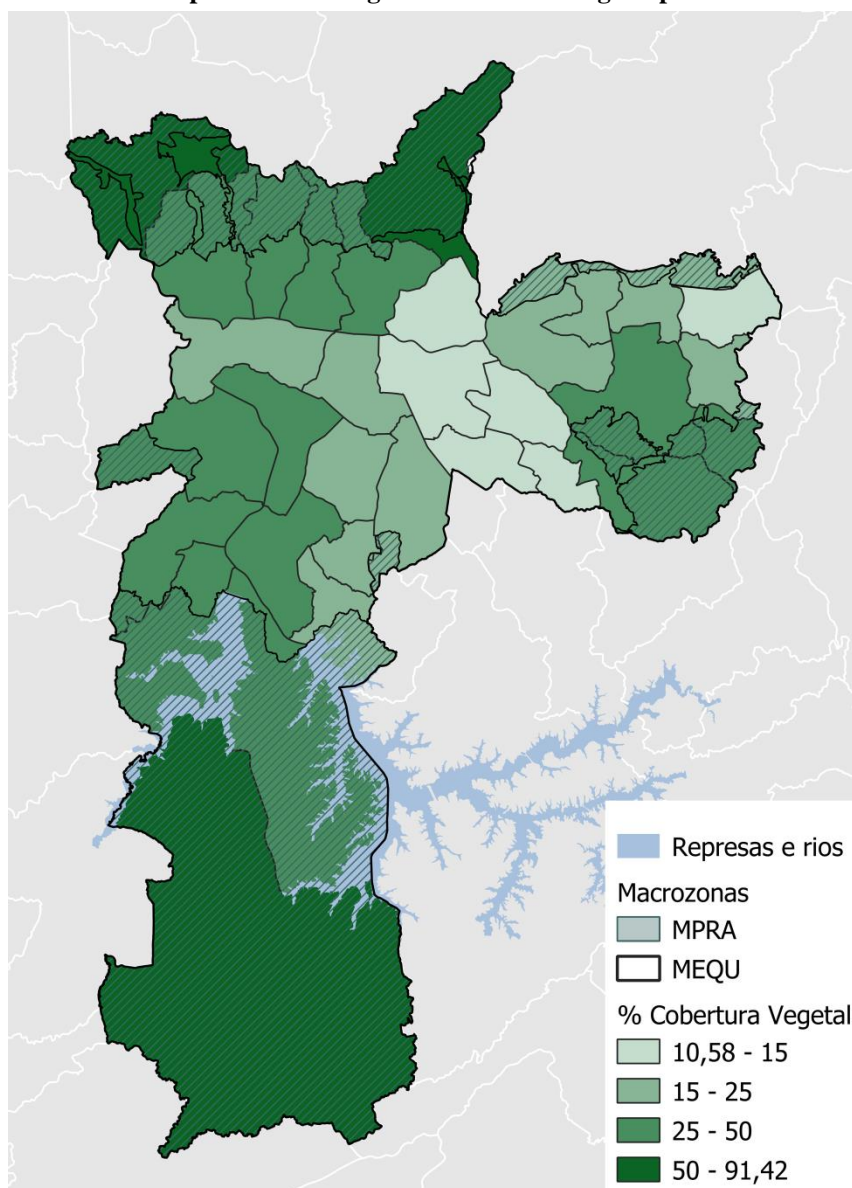 Represas e rios
Macrozonas
MPRA
MEQU
% Cobertura Vegetal
10,58 - 15
15 - 25
25 - 50
50 - 91,42